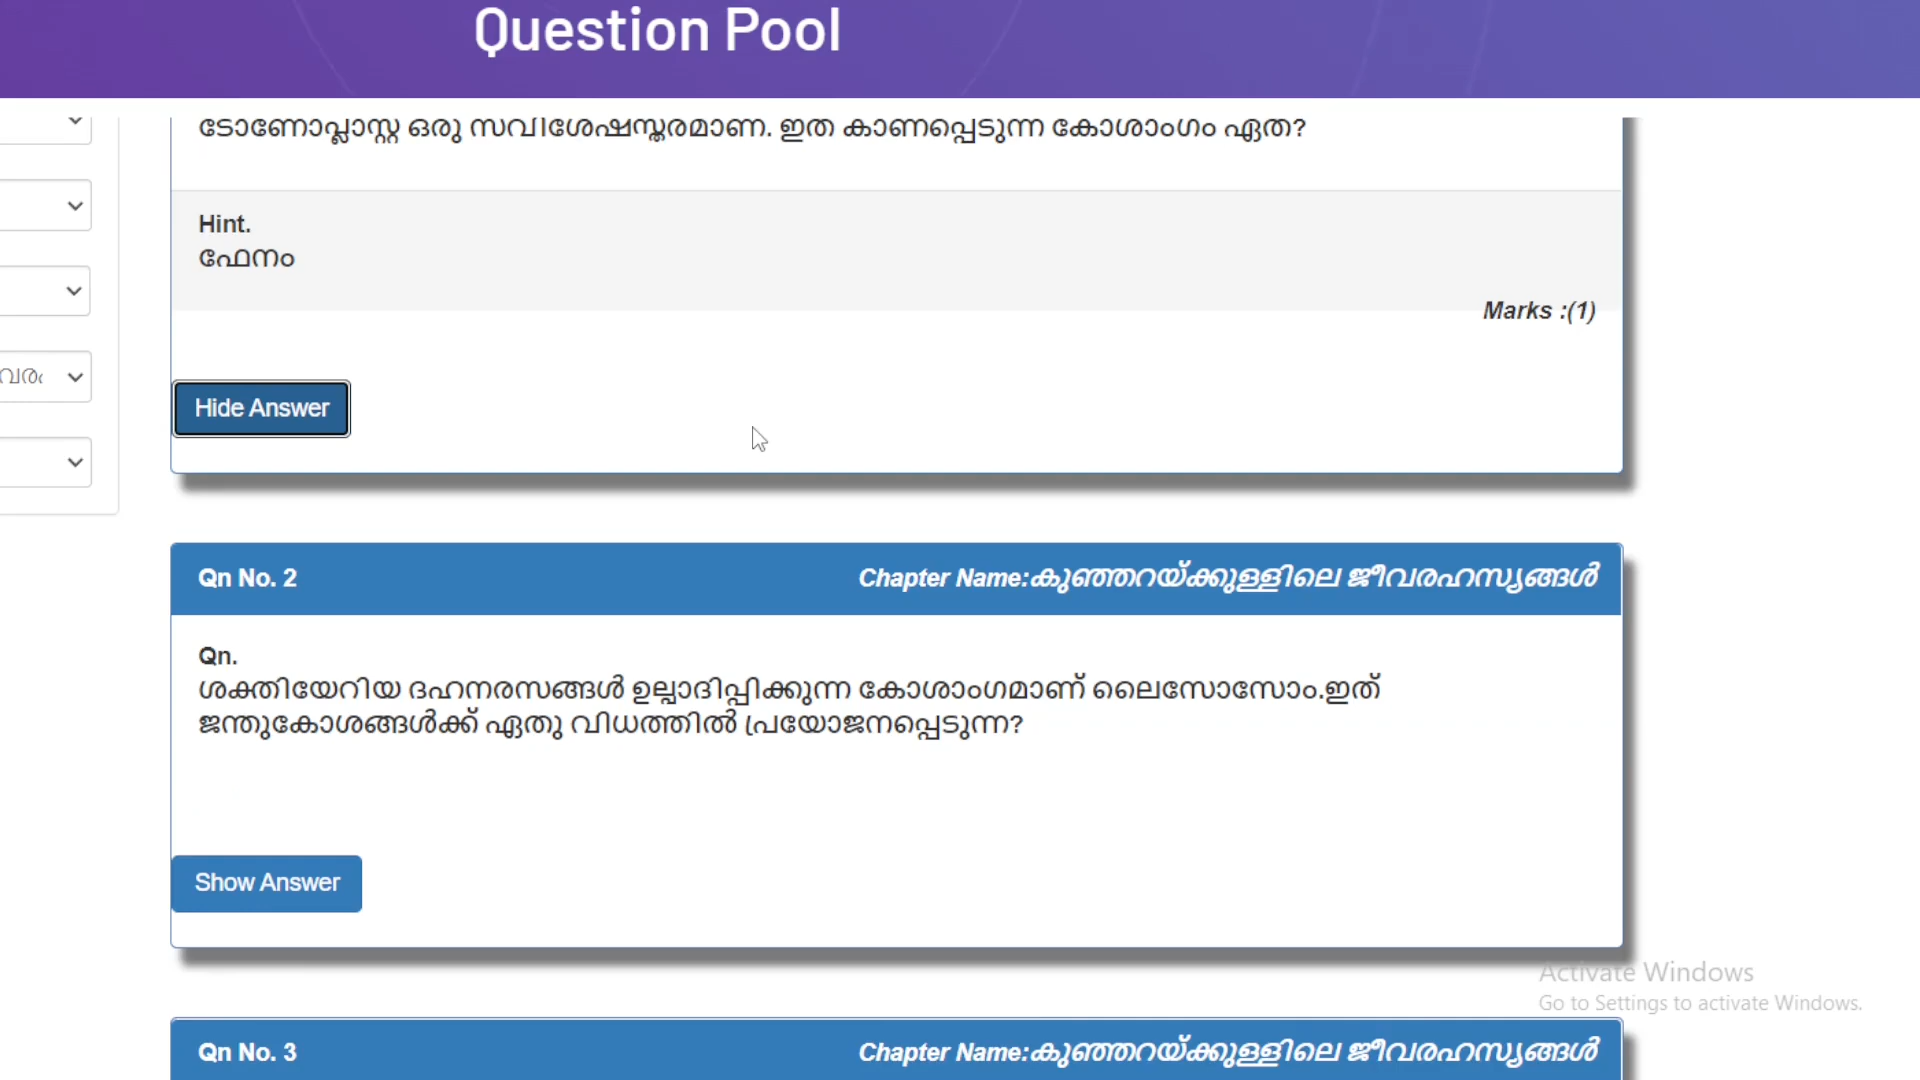 Question Pool
ടോണോപ്ലാസ്റ്റ് ഒരു സവിശേഷസ്തരമാണ്. ഇത് കാണപ്പെടുന്ന കോശാംഗം ഏത്?
Hint.
ഫേനം
Marks :(1)
Hide Answer
Qn No. 2
Chapter Name:കുഞ്ഞറയ്ക്കുള്ളിലെ ജീവരഹസ്യങ്ങൾ
Qn.
ശക്തിയേറിയ ദഹനരസങ്ങൾ ഉല്പാദിപ്പിക്കുന്ന കോശാംഗമാണ് ലൈസോസോം.ഇത്
ജന്തുകോശങ്ങൾക്ക് ഏതു വിധത്തിൽ പ്രയോജനപ്പെടുന്ന?
Show Answer
Activate Windows
Go to Settings to activate Windows.
Qn No. 3
Chapter Name:കുഞ്ഞറയ്ക്കുള്ളിലെ ജീവരഹസ്യങ്ങൾ